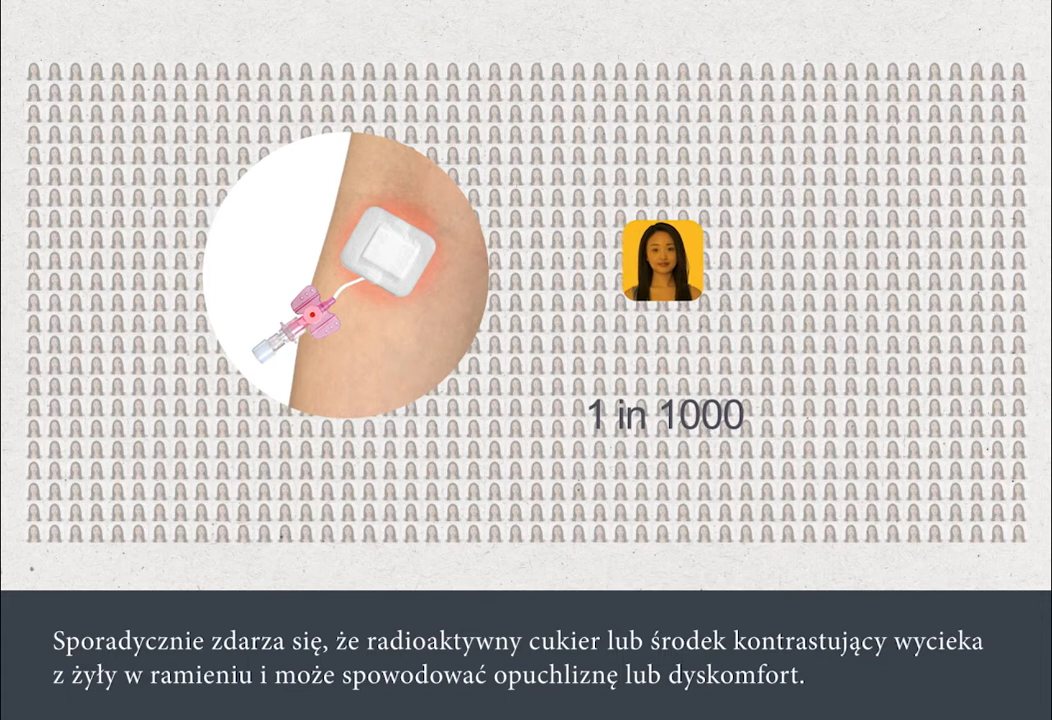 1 in 1000
Sporadycznie zdarza się, że radioaktywny cukier lub środek kontrastujący wycieka
z żyły w ramieniu i może spowodować opuchliznę lub dyskomfort.